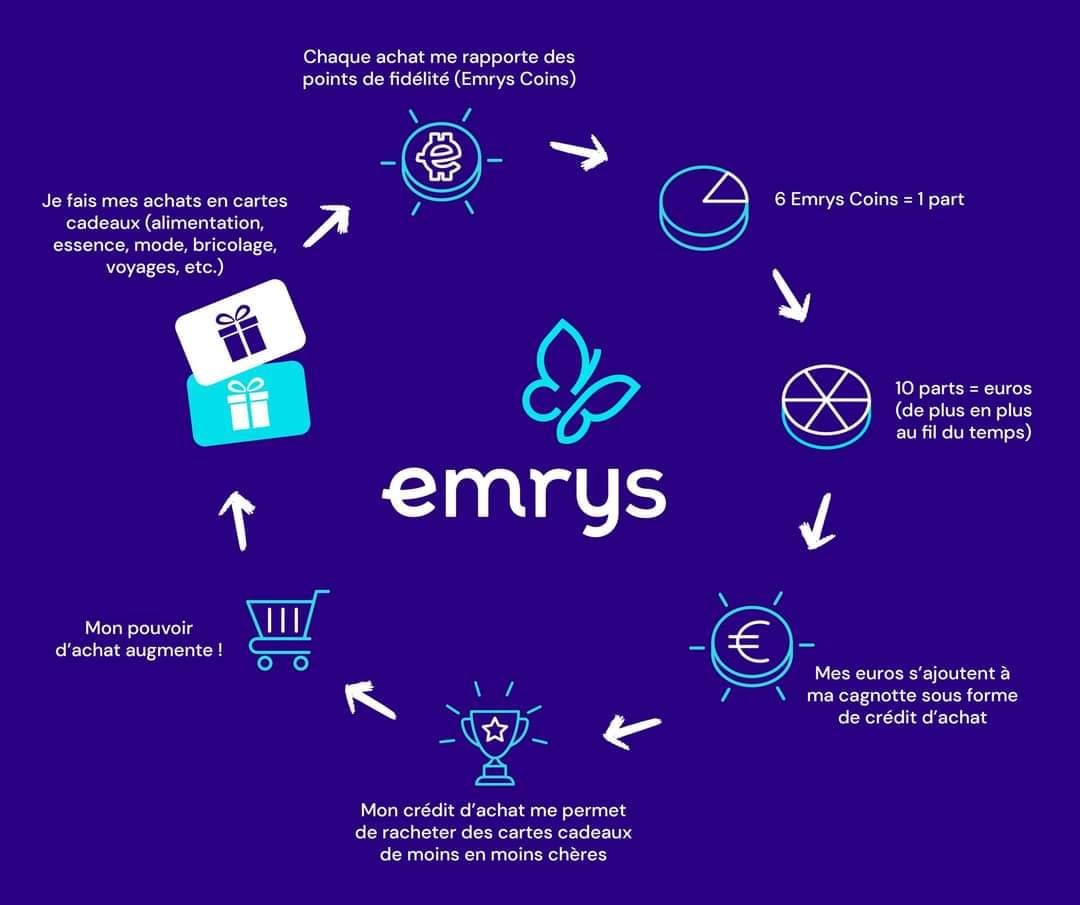 Chaque achat me rapporte des
points de fidélité (Emrys Coins)
6 Emrys Coins = 1 part
10 parts = euros
(de plus en plus
au fil du temps)
€
Mes euros s’ajoutent à
ma cagnotte sous forme
de crédit d’achat
Mon crédit d’achat me permet
de racheter des cartes cadeaux
de moins en moins chères
Mon pouvoir
d’achat augmente !
Je fais mes achats en cartes
cadeaux (alimentation,
essence, mode, bricolage,
voyages, etc.)
emrys